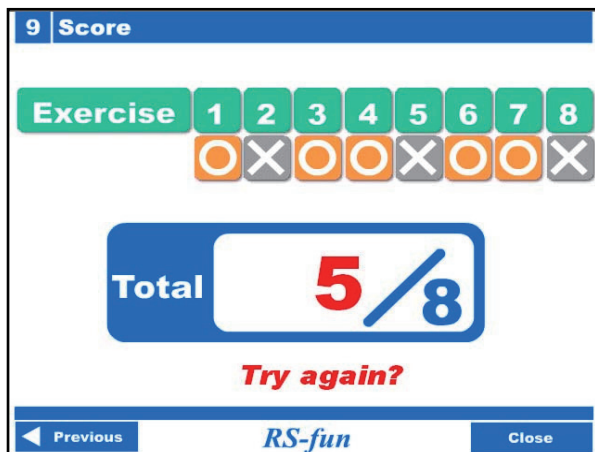 9 Score
Exercise 1 2 3 4 5 6 7 8
Total 5/8
Try again?
Previous RS-fun Close